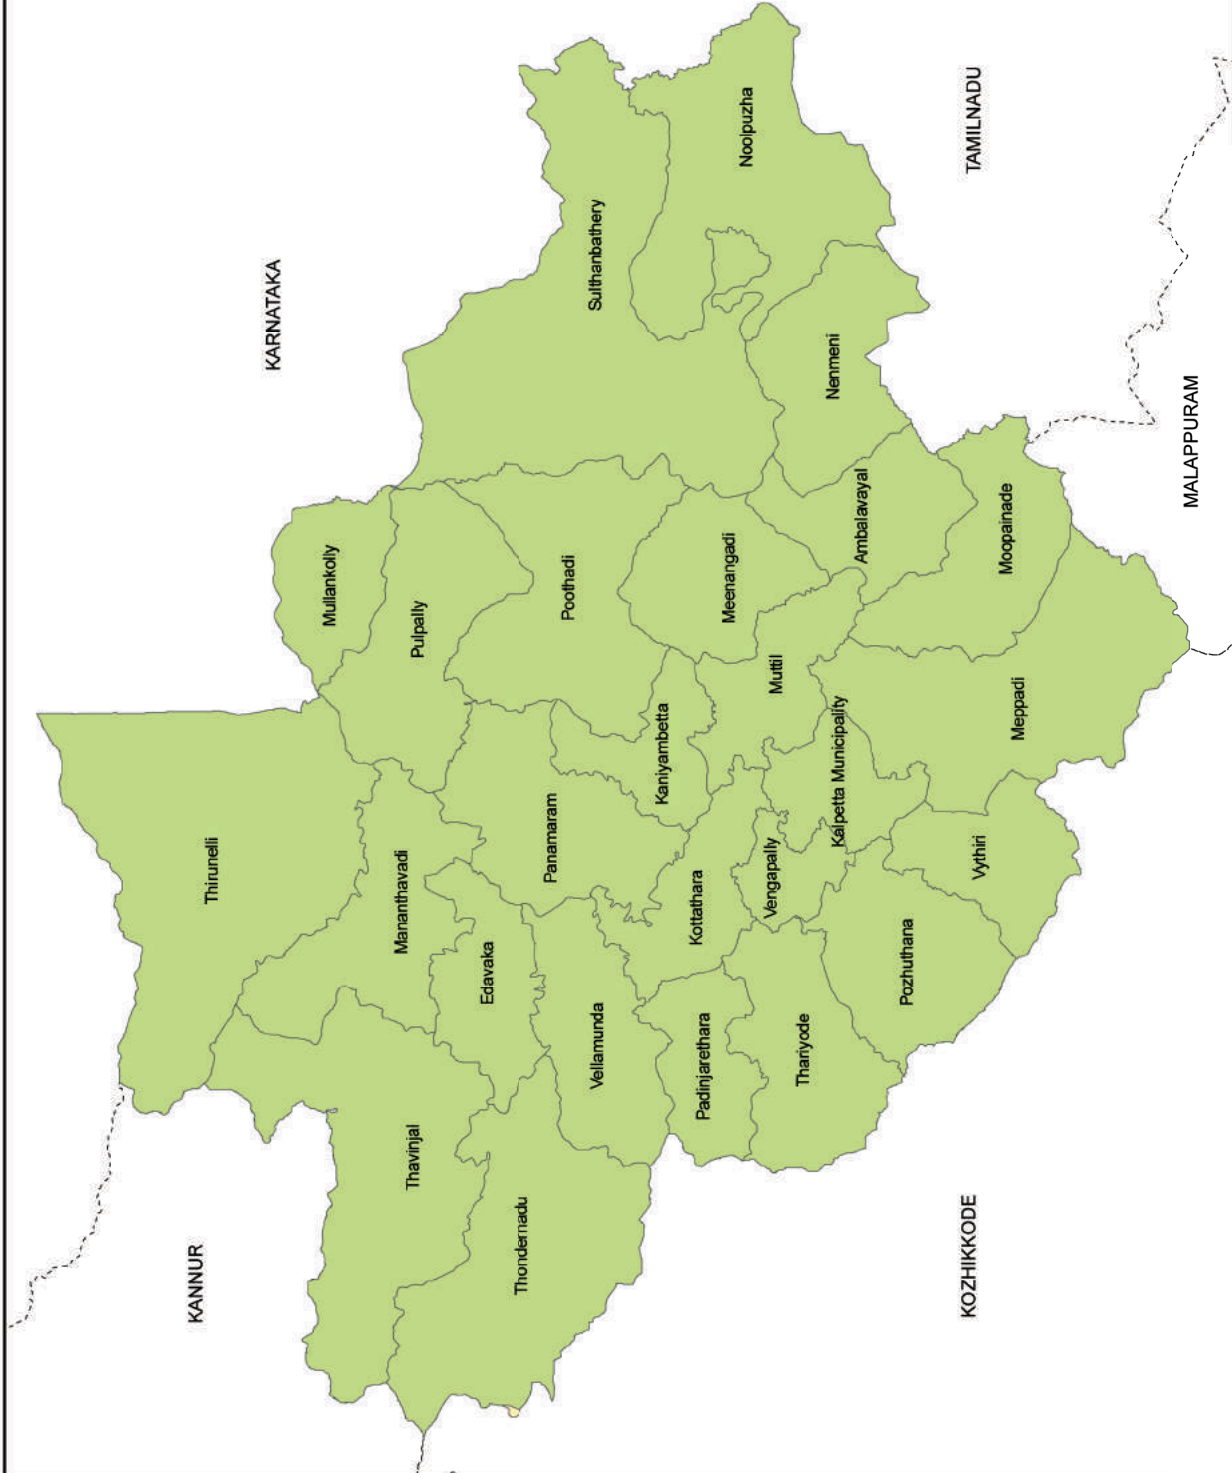 KARNATAKA
TAMILNADU
KANNUR
KOZHIKKODE
MALAPPURAM
Thirunelli
Mullankolly
Mananthavadi
Pulpally
Thavinjal
Edavaka
Thondernadu
Panamaram
Poothadi
Sulthanbathery
Vellamunda
Kaniyambetta
Padinjarethara
Kottathara
Meenangadi
Noolpuzha
Vengapally
Muttil
Thariyode
Kalpetta Municipality
Nenmeni
Ambalavayal
Pozhuthana
Vythiri
Moopainade
Meppadi